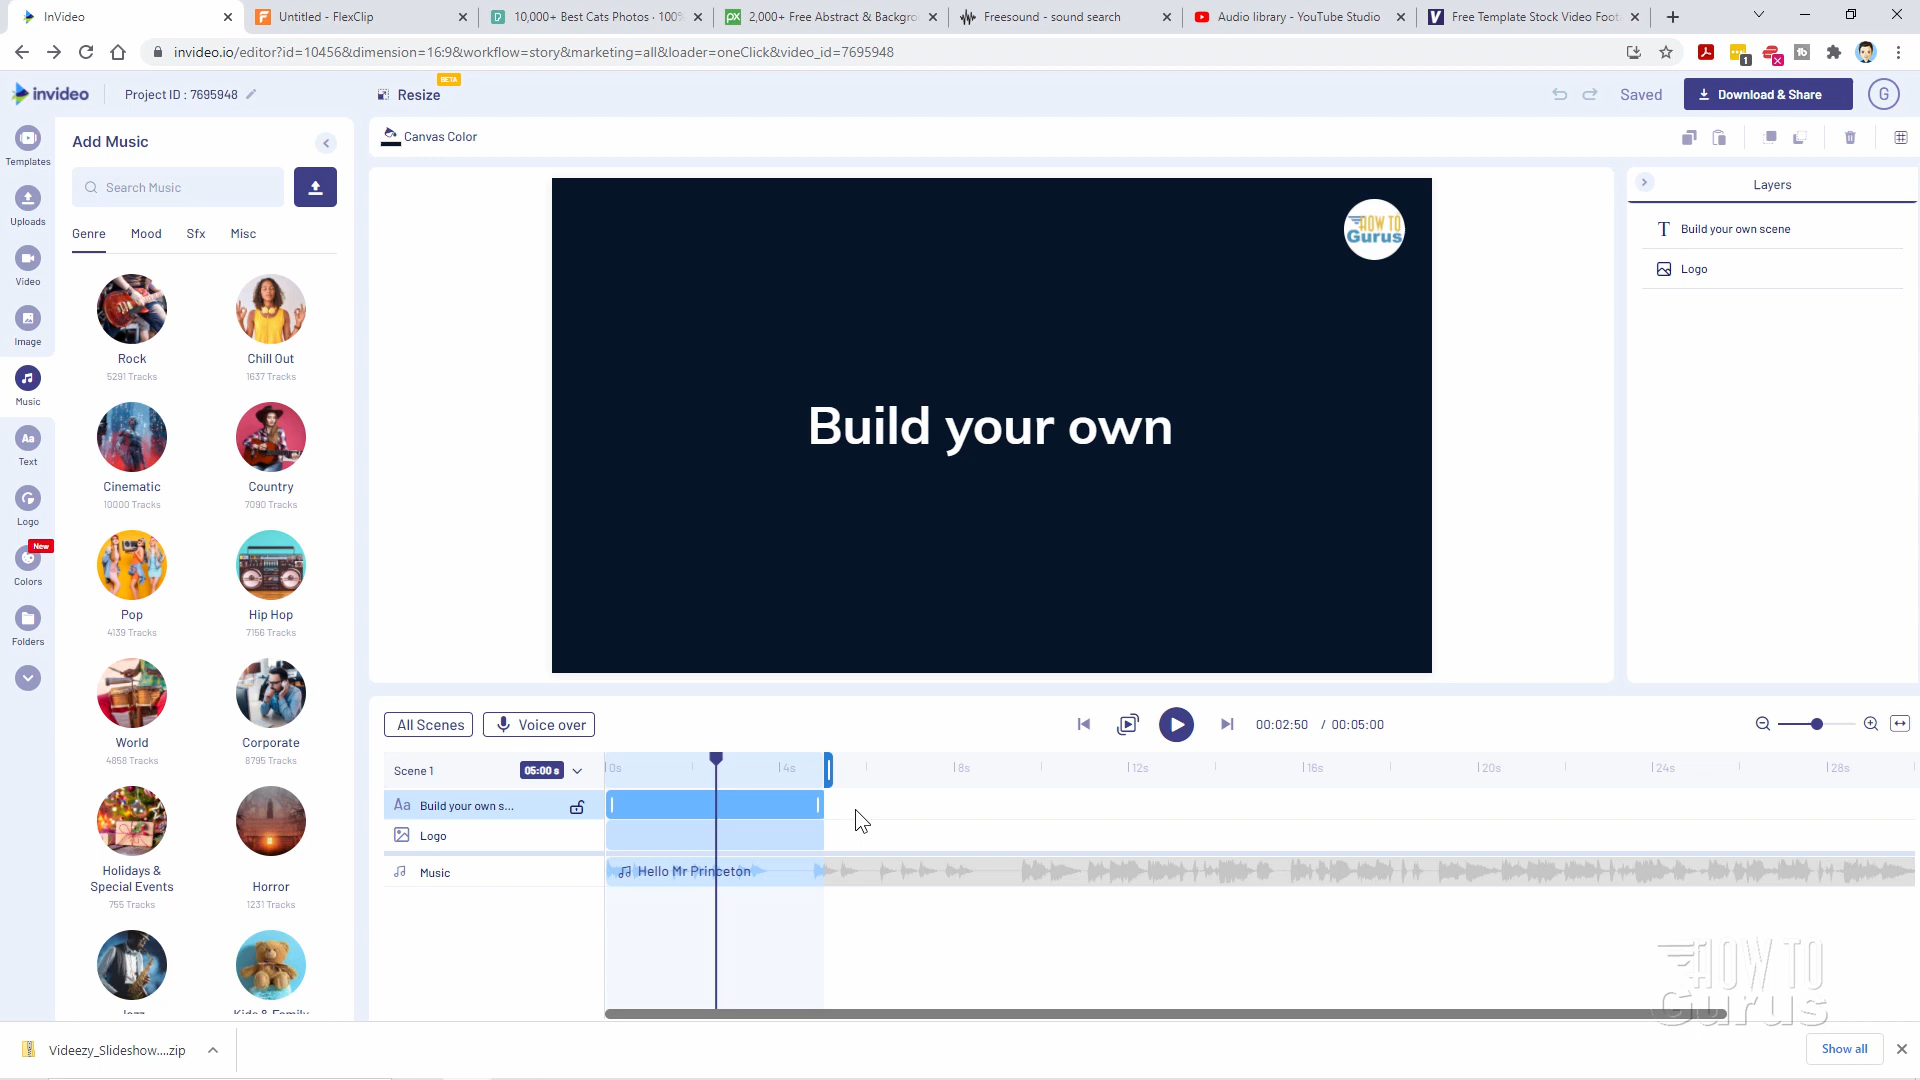 InVideo
Untitled - FlexClip
10,000+ Best Cats Photos · 100%
2,000+ Free Abstract & Backgro
Freesound - sound search
Audio library - YouTube Studio
Free Template Stock Video Foot
invideo.io/editor?id=10456&dimension=16:9&workflow=story&marketing=all&loader=oneClick&video_id=7695948
invideo
Project ID : 7695948
BETA
Resize
Saved
Download & Share
G
Templates
Uploads
Video
Image
Music
Text
Logo
New
Colors
Folders
Add Music
Search Music
Genre
Mood
Sfx
Misc
Rock
5291 Tracks
Chill Out
1637 Tracks
Cinematic
10000 Tracks
Country
7090 Tracks
Pop
4139 Tracks
Hip Hop
7156 Tracks
World
4858 Tracks
Corporate
8795 Tracks
Holidays &
Special Events
755 Tracks
Horror
1231 Tracks
Jazz
Kids & Family
Canvas Color
HOW TO
Gurus
Build your own
Layers
Build your own scene
Logo
All Scenes
Voice over
00:02:50 / 00:05:00
Scene 1
05:00 s
0s
4s
8s
12s
16s
20s
24s
28s
Aa Build your own s...
Logo
Music
Hello Mr Princeton
HOW TO
Gurus
Videezy_Slideshow....zip
Show all